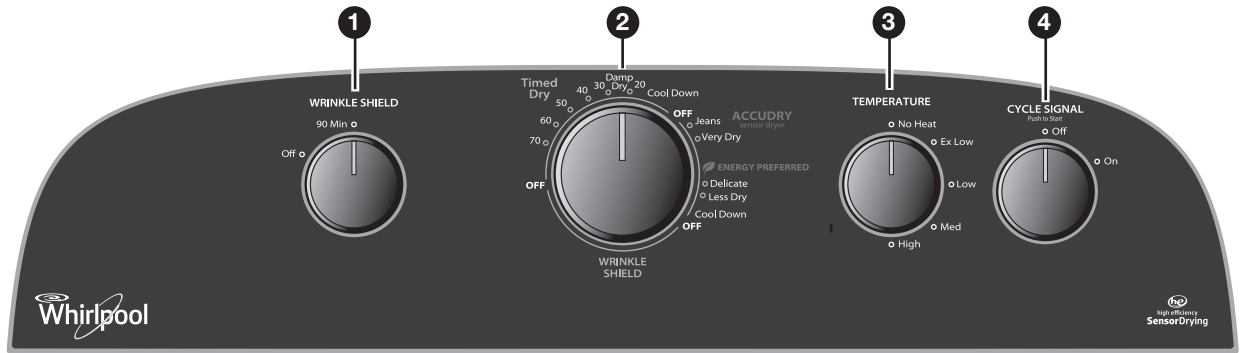 1
2
3
4
WRINKLE SHIELD
90 Min
Off
Timed
Dry
70
60
50
40
30
Damp
Dry
20
Cool Down
OFF
Jeans
Very Dry
ACCUDRY
sensor dryer
ENERGY PREFERRED
Delicate
Less Dry
Cool Down
OFF
OFF
WRINKLE
SHIELD
TEMPERATURE
No Heat
Ex Low
Low
Med
High
CYCLE SIGNAL
Push to Start
Off
On
Whirlpool
he
high efficiency
SensorDrying